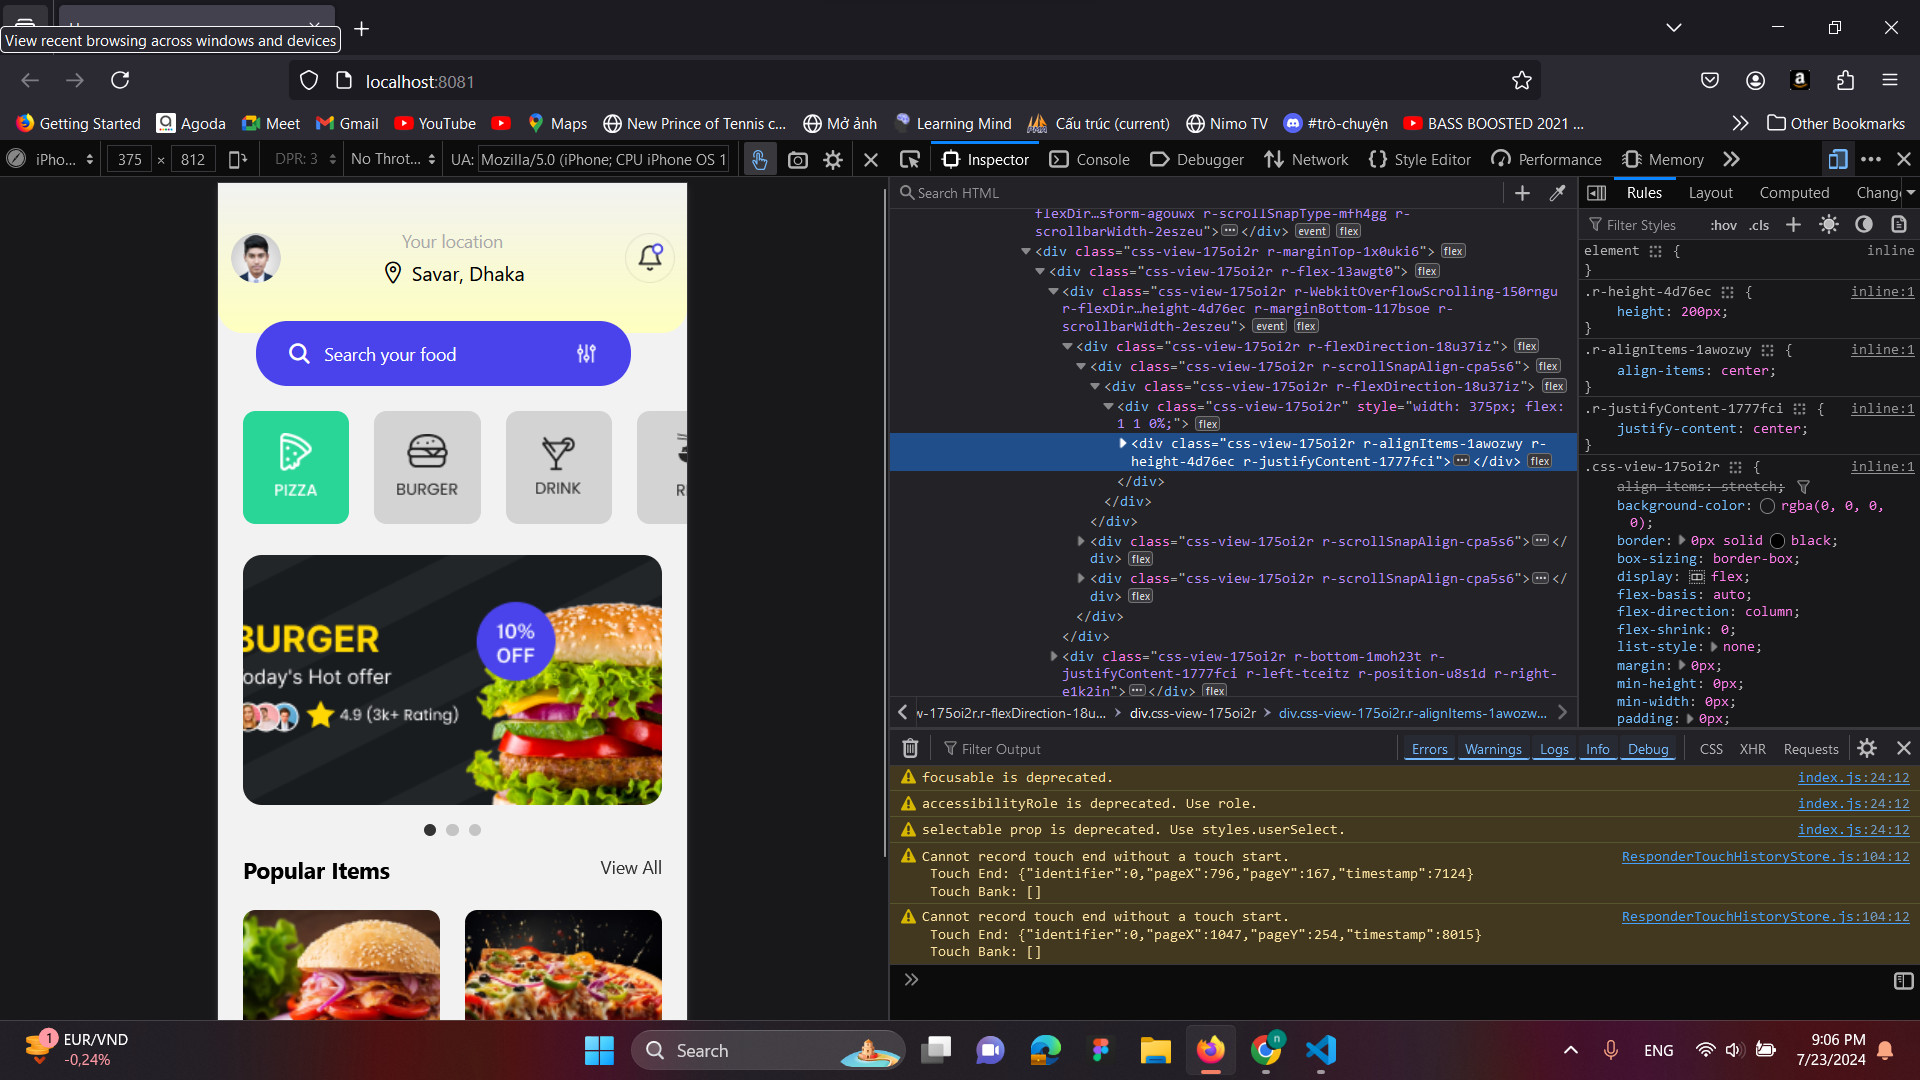 View recent browsing across windows and devices
localhost:8081
Getting Started
Agoda
Meet
Gmail
YouTube
Maps
New Prince of Tennis c...
Mở ảnh
Learning Mind
Cấu trúc (current)
Nimo TV
#trò-chuyện
BASS BOOSTED 2021 ...
Other Bookmarks
iPho...
375 × 812
DPR: 3
No Throt...
UA: Mozilla/5.0 (iPhone; CPU iPhone OS 1
Inspector
Console
Debugger
Network
Style Editor
Performance
Memory
Your location
Savar, Dhaka
Search your food
PIZZA
BURGER
DRINK
BURGER
oday's Hot offer
4.9 (3k+ Rating)
10%
OFF
Popular Items
View All
Search HTML
flexDir…sform-agouwx r-scrollSnapType-mfh4gg r-
scrollbarWidth-2eszeu"></div> event flex
<div class="css-view-175oi2r r-marginTop-1x0uki6"> flex
<div class="css-view-175oi2r r-flex-13awgt0"> flex
<div class="css-view-175oi2r r-WebkitOverflowScrolling-150rngu
r-flexDir…height-4d76ec r-marginBottom-117bsoe r-
scrollbarWidth-2eszeu"> event flex
<div class="css-view-175oi2r r-flexDirection-18u37iz"> flex
<div class="css-view-175oi2r r-scrollSnapAlign-cpa5s6"> flex
<div class="css-view-175oi2r r-flexDirection-18u37iz"> flex
<div class="css-view-175oi2r" style="width: 375px; flex:
1 1 0%;"> flex
<div class="css-view-175oi2r r-alignItems-1awozwy r-
height-4d76ec r-justifyContent-1777fci"></div> flex
</div>
</div>
</div>
<div class="css-view-175oi2r r-scrollSnapAlign-cpa5s6"></
div> flex
<div class="css-view-175oi2r r-scrollSnapAlign-cpa5s6"></
div> flex
</div>
</div>
<div class="css-view-175oi2r r-bottom-1moh23t r-
justifyContent-1777fci r-left-tceitz r-position-u8s1d r-right-
e1k2in"></div> flex
w-175oi2r.r-flexDirection-18u... > div.css-view-175oi2r > div.css-view-175oi2r.r-alignItems-1awozw...
Rules
Layout
Computed
Chang
Filter Styles
:hov
.cls
element { inline
}
.r-height-4d76ec { inline:1
height: 200px;
}
.r-alignItems-1awozwy { inline:1
align-items: center;
}
.r-justifyContent-1777fci { inline:1
justify-content: center;
}
.css-view-175oi2r { inline:1
align-items: stretch;
background-color: rgba(0, 0, 0,
0);
border: 0px solid black;
box-sizing: border-box;
display: flex;
flex-basis: auto;
flex-direction: column;
flex-shrink: 0;
list-style: none;
margin: 0px;
min-height: 0px;
min-width: 0px;
padding: 0px;
Filter Output
Errors
Warnings
Logs
Info
Debug
CSS
XHR
Requests
focusable is deprecated. index.js:24:12
accessibilityRole is deprecated. Use role. index.js:24:12
selectable prop is deprecated. Use styles.userSelect. index.js:24:12
Cannot record touch end without a touch start. ResponderTouchHistoryStore.js:104:12
Touch End: {"identifier":0,"pageX":796,"pageY":167,"timestamp":7124}
Touch Bank: []
Cannot record touch end without a touch start. ResponderTouchHistoryStore.js:104:12
Touch End: {"identifier":0,"pageX":1047,"pageY":254,"timestamp":8015}
Touch Bank: []
1
EUR/VND
-0,24%
Search
ENG
9:06 PM
7/23/2024